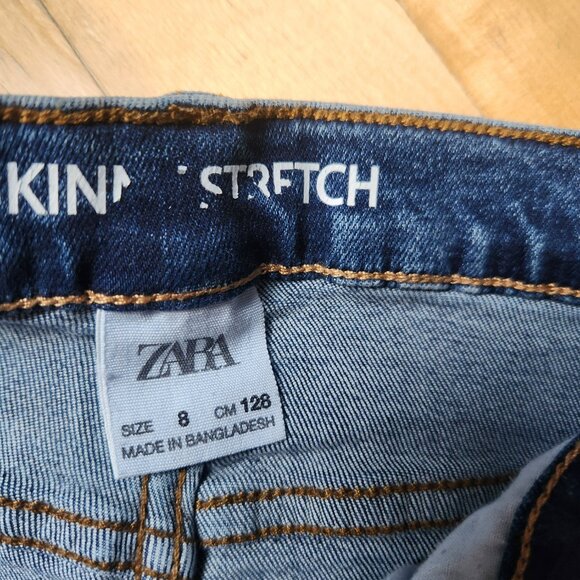 KINN STRETCH
ZARA
SIZE 8 CM 128
MADE IN BANGLADESH